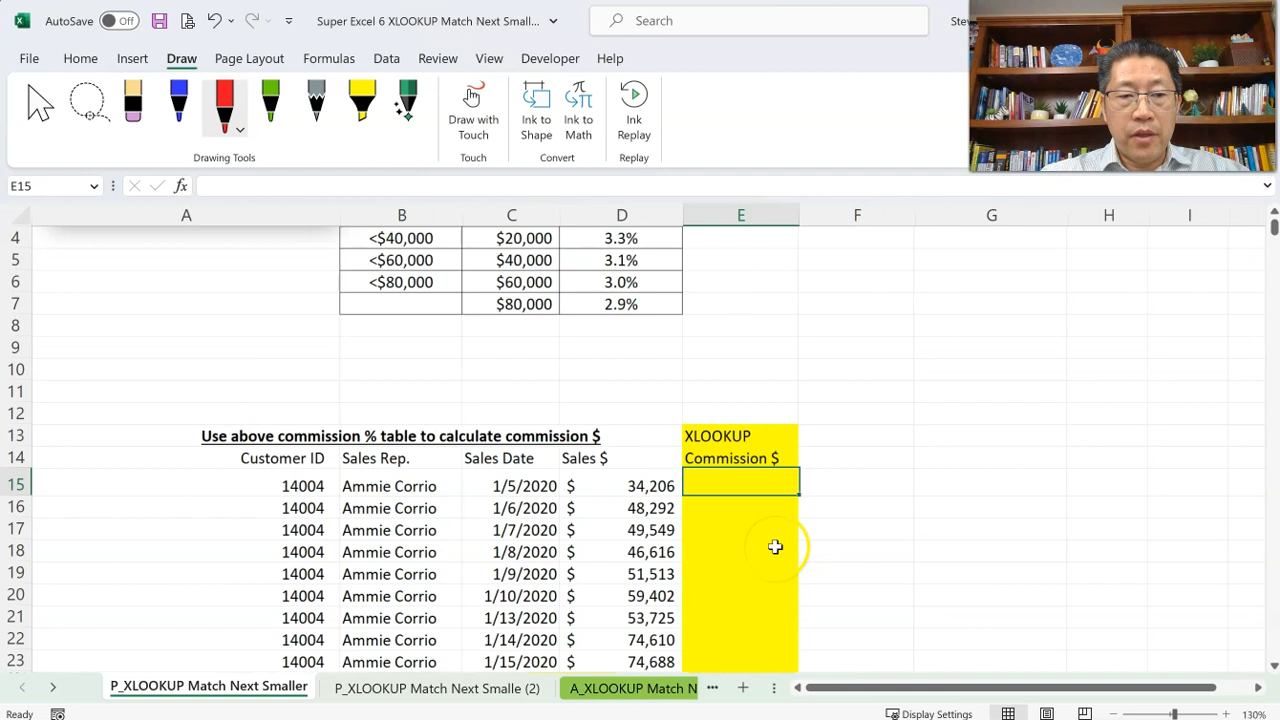 AutoSave Off Super Excel 6 XLOOKUP Match Next Small... Search Stev
File Home Insert Draw Page Layout Formulas Data Review View Developer Help
Draw with Touch Ink to Shape Ink to Math Ink Replay
Drawing Tools Touch Convert Replay
E15 fx
A B C D E F G H I
4 <$40,000 $20,000 3.3%
5 <$60,000 $40,000 3.1%
6 <$80,000 $60,000 3.0%
7 $80,000 2.9%
8
9
10
11
12
13 Use above commission % table to calculate commission $ XLOOKUP
14 Customer ID Sales Rep. Sales Date Sales $ Commission $
15 14004 Ammie Corrio 1/5/2020 $ 34,206
16 14004 Ammie Corrio 1/6/2020 $ 48,292
17 14004 Ammie Corrio 1/7/2020 $ 49,549
18 14004 Ammie Corrio 1/8/2020 $ 46,616
19 14004 Ammie Corrio 1/9/2020 $ 51,513
20 14004 Ammie Corrio 1/10/2020 $ 59,402
21 14004 Ammie Corrio 1/13/2020 $ 53,725
22 14004 Ammie Corrio 1/14/2020 $ 74,610
23 14004 Ammie Corrio 1/15/2020 $ 74,688
P_XLOOKUP Match Next Smaller P_XLOOKUP Match Next Smalle (2) A_XLOOKUP Match N
Ready Display Settings 130%